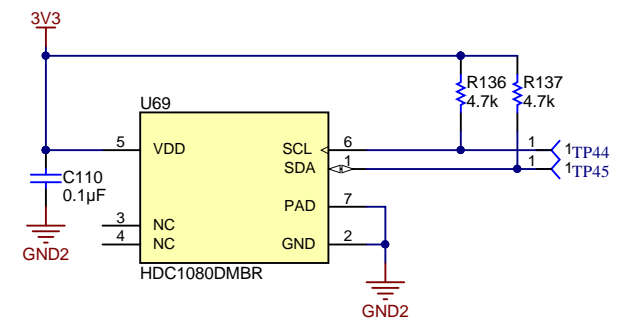 3V3
R136
4.7k
R137
4.7k
U69
5
VDD
SCL
6
1
1TP44
SDA
1
1
1TP45
C110
0.1µF
PAD
7
3
NC
4
NC
GND
2
GND2
HDC1080DMBR
GND2